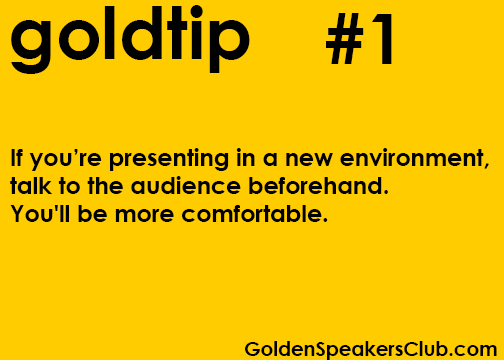 goldtip #1
If you’re presenting in a new environment,
talk to the audience beforehand.
You'll be more comfortable.
GoldenSpeakersClub.com